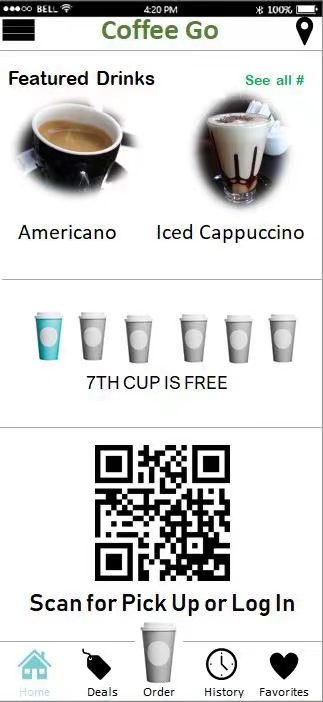 BELL 4:20 PM 100%
Coffee Go
Featured Drinks See all #
Americano Iced Cappuccino
7TH CUP IS FREE
Scan for Pick Up or Log In
Home Deals Order History Favorites